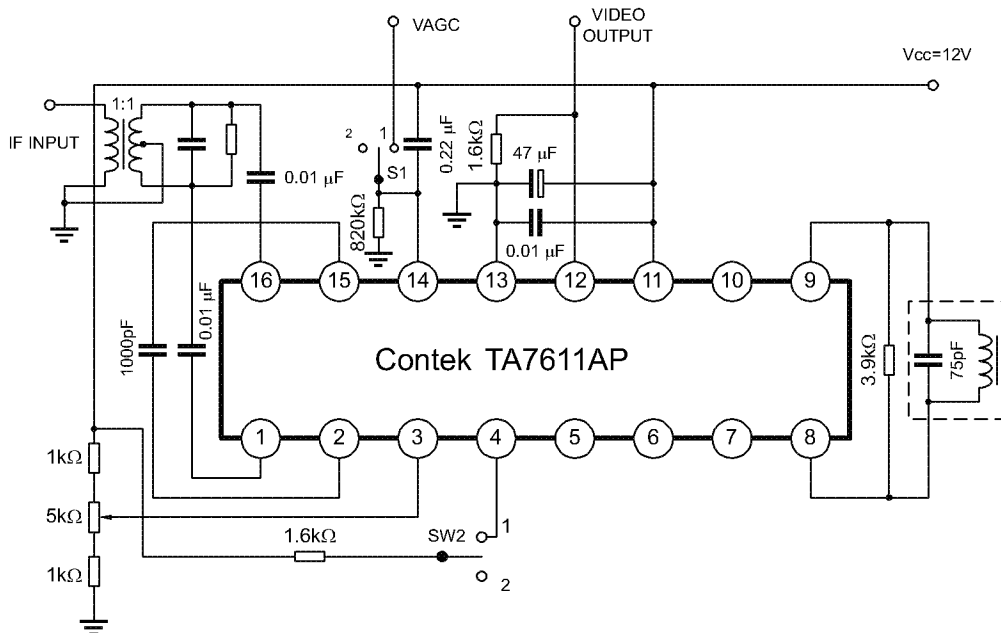 VAGC
VIDEO
OUTPUT
Vcc=12V
1:1
IF INPUT
2
1
S1
0.22 μF
1.6kΩ
47 μF
0.01 μF
820kΩ
0.01 μF
16
15
14
13
12
11
10
9
1000pF
0.01 μF
Contek TA7611AP
3.9kΩ
75pF
1
2
3
4
5
6
7
8
1kΩ
5kΩ
1kΩ
1.6kΩ
SW2
1
2